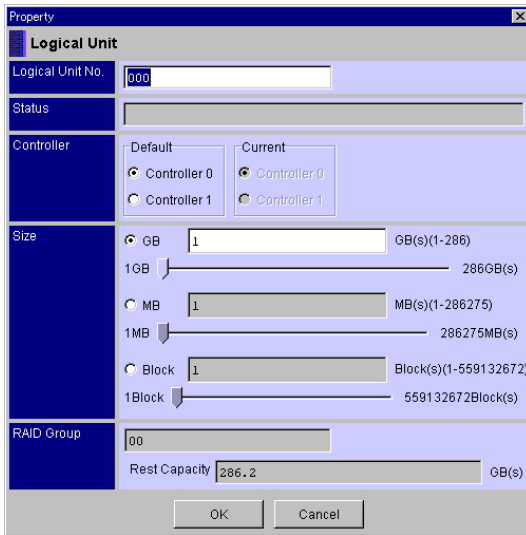 Property
Logical Unit
Logical Unit No. 000
Status
Controller Default Current
Controller 0 Controller 0
Controller 1 Controller 1
Size GB 1 GB(s)(1-286)
1GB 286GB(s)
MB 1 MB(s)(1-286275)
1MB 286275MB(s)
Block 1 Block(s)(1-559132672)
1Block 559132672Block(s)
RAID Group 00
Rest Capacity 286.2 GB(s)
OK Cancel